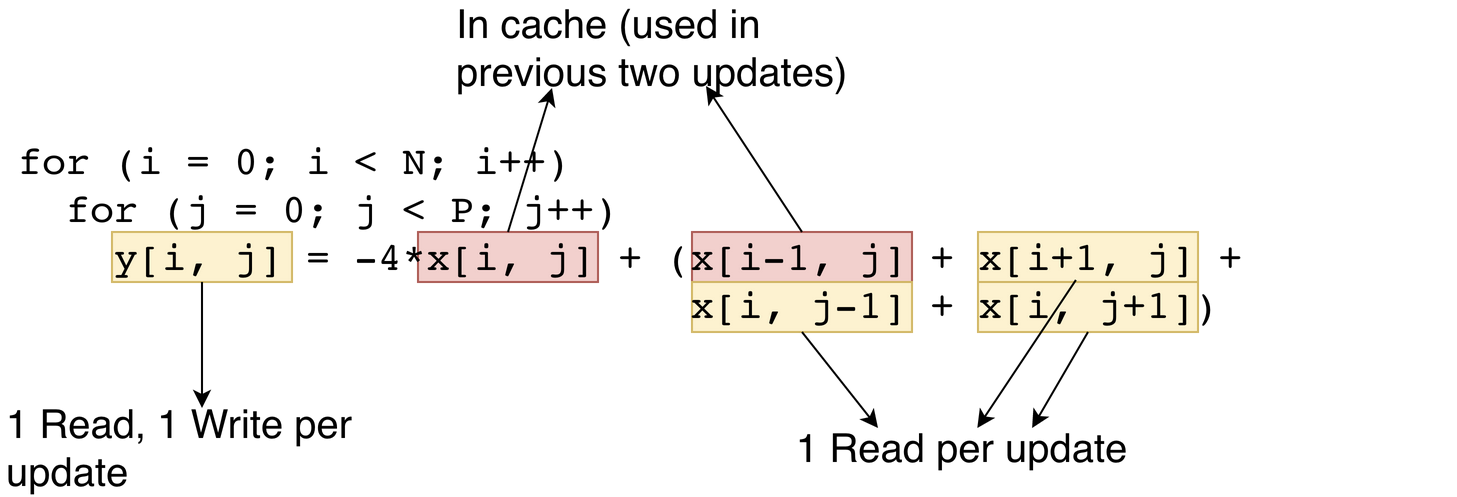 In cache (used in
previous two updates)
for (i = 0; i < N; i++)
for (j = 0; j < P; j++)
y[i, j] = -4*x[i, j] + (x[i-1, j] + x[i+1, j] +
x[i, j-1] + x[i, j+1])
1 Read, 1 Write per
update
1 Read per update